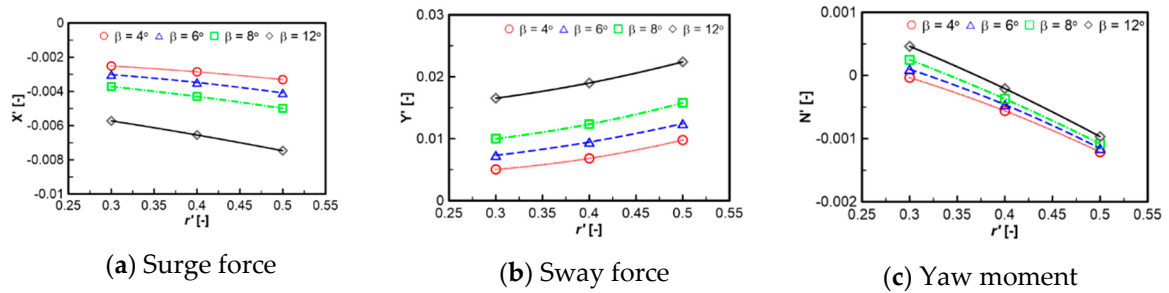 0
-0.002
-0.004
-0.006
-0.008
-0.01
X' [-]
β = 4° β = 6° β = 8° β = 12°
0.25 0.3 0.35 0.4 0.45 0.5 0.55
r' [-]
(a) Surge force
0.03
0.02
0.01
0
Y' [-]
β = 4° β = 6° β = 8° β = 12°
0.25 0.3 0.35 0.4 0.45 0.5 0.55
r' [-]
(b) Sway force
0.001
0
-0.001
-0.002
N' [-]
β = 4° β = 6° β = 8° β = 12°
0.25 0.3 0.35 0.4 0.45 0.5 0.55
r' [-]
(c) Yaw moment